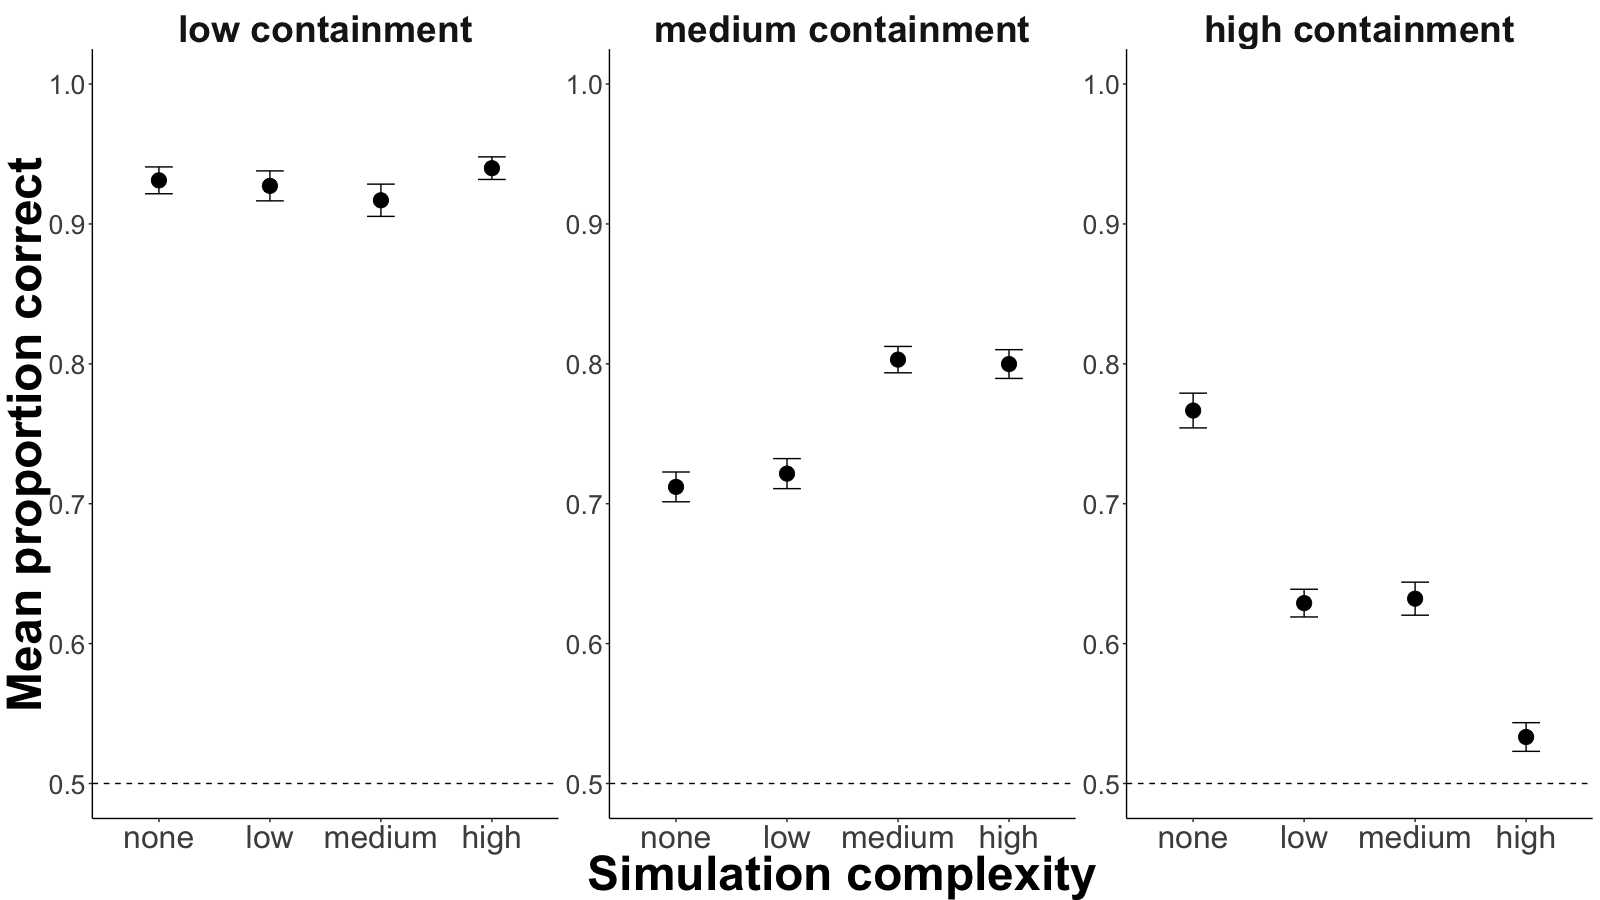 low containment
medium containment
high containment
Mean proportion correct
1.0
0.9
0.8
0.7
0.6
0.5
none low medium high
1.0
0.9
0.8
0.7
0.6
0.5
none low medium high
1.0
0.9
0.8
0.7
0.6
0.5
none low medium high
Simulation complexity